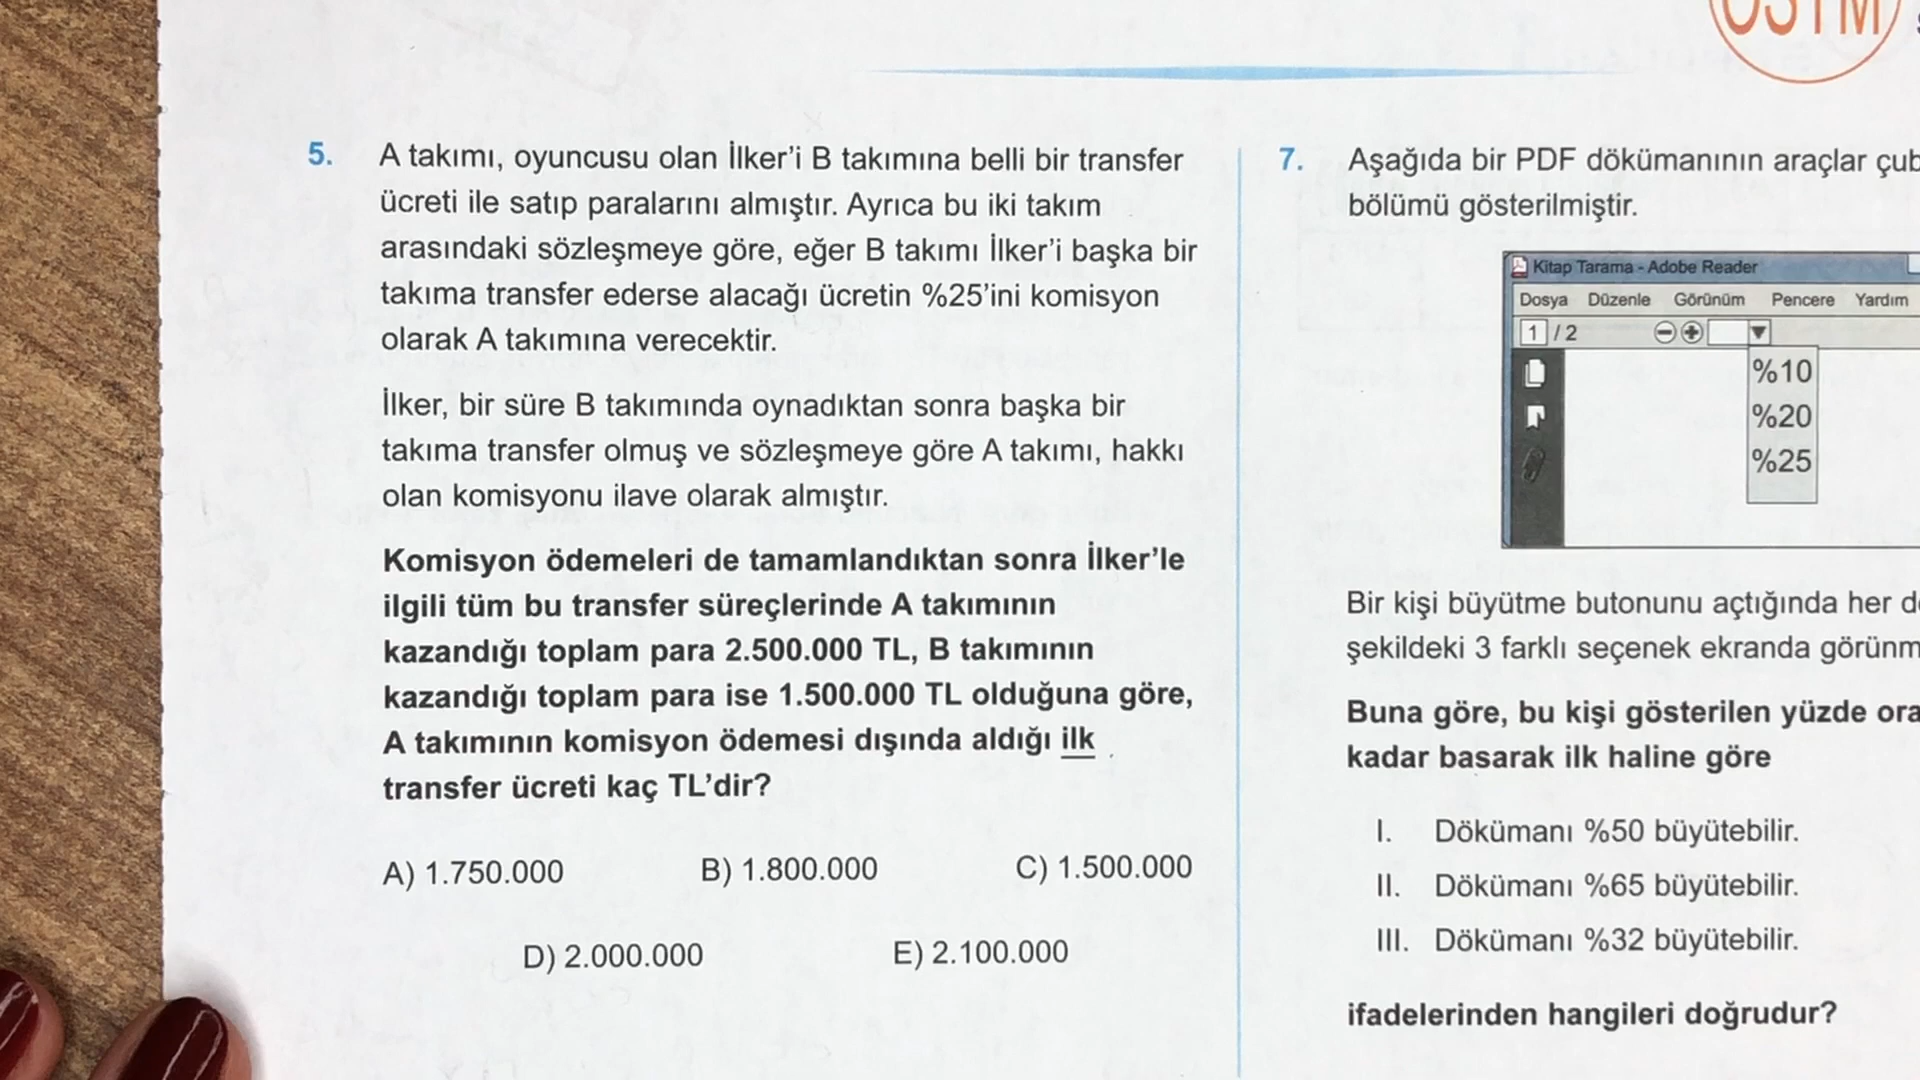 5. A takımı, oyuncusu olan İlker'i B takımına belli bir transfer
ücreti ile satıp paralarını almıştır. Ayrıca bu iki takım
arasındaki sözleşmeye göre, eğer B takımı İlker'i başka bir
takıma transfer ederse alacağı ücretin %25'ini komisyon
olarak A takımına verecektir.
İlker, bir süre B takımında oynadıktan sonra başka bir
takıma transfer olmuş ve sözleşmeye göre A takımı, hakkı
olan komisyonu ilave olarak almıştır.
Komisyon ödemeleri de tamamlandıktan sonra İlker'le
ilgili tüm bu transfer süreçlerinde A takımının
kazandığı toplam para 2.500.000 TL, B takımının
kazandığı toplam para ise 1.500.000 TL olduğuna göre,
A takımının komisyon ödemesi dışında aldığı ilk
transfer ücreti kaç TL'dir?
A) 1.750.000 B) 1.800.000 C) 1.500.000
D) 2.000.000 E) 2.100.000
7. Aşağıda bir PDF dökümanının araçlar
bölümü gösterilmiştir.
Kitap Tarama - Adobe Reader
Dosya Düzenle Görünüm Pencere Yardım
1 / 2
%10
%20
%25
Bir kişi büyütme butonunu açtığında her
şekildeki 3 farklı seçenek ekranda
Buna göre, bu kişi gösterilen yüzde
kadar basarak ilk haline göre
I. Dökümanı %50 büyütebilir.
II. Dökümanı %65 büyütebilir.
III. Dökümanı %32 büyütebilir.
ifadelerinden hangileri doğrudur?